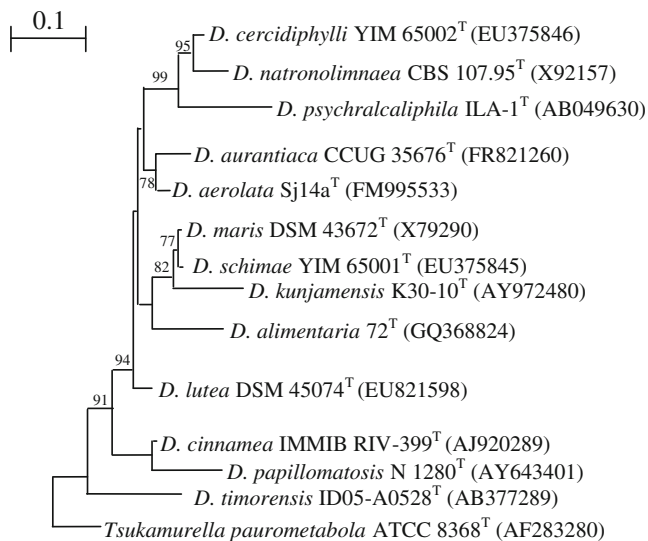 0.1
D. cercidiphylli YIM 65002T (EU375846)
95
D. natronolimnaea CBS 107.95T (X92157)
99
D. psychralcaliphila ILA-1T (AB049630)
D. aurantiaca CCUG 35676T (FR821260)
78
D. aerolata Sj14aT (FM995533)
D. maris DSM 43672T (X79290)
77
D. schimae YIM 65001T (EU375845)
82
D. kunjamensis K30-10T (AY972480)
D. alimentaria 72T (GQ368824)
94
D. lutea DSM 45074T (EU821598)
91
D. cinnamea IMMIB RIV-399T (AJ920289)
D. papillomatosis N 1280T (AY643401)
D. timorensis ID05-A0528T (AB377289)
Tsukamurella paurometabola ATCC 8368T (AF283280)